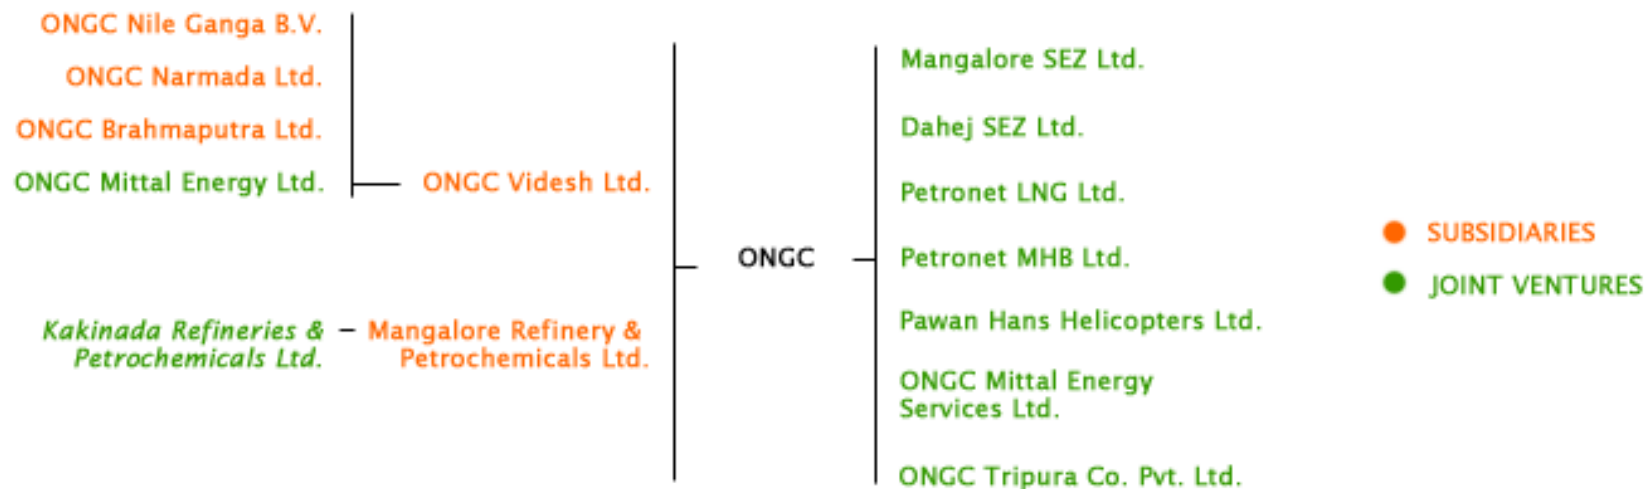 ONGC Nile Ganga B.V.
ONGC Narmada Ltd.
ONGC Brahmaputra Ltd.
ONGC Mittal Energy Ltd.
ONGC Videsh Ltd.
Kakinada Refineries &
Petrochemicals Ltd.
Mangalore Refinery &
Petrochemicals Ltd.
ONGC
Mangalore SEZ Ltd.
Dahej SEZ Ltd.
Petronet LNG Ltd.
Petronet MHB Ltd.
Pawan Hans Helicopters Ltd.
ONGC Mittal Energy
Services Ltd.
ONGC Tripura Co. Pvt. Ltd.
SUBSIDIARIES
JOINT VENTURES